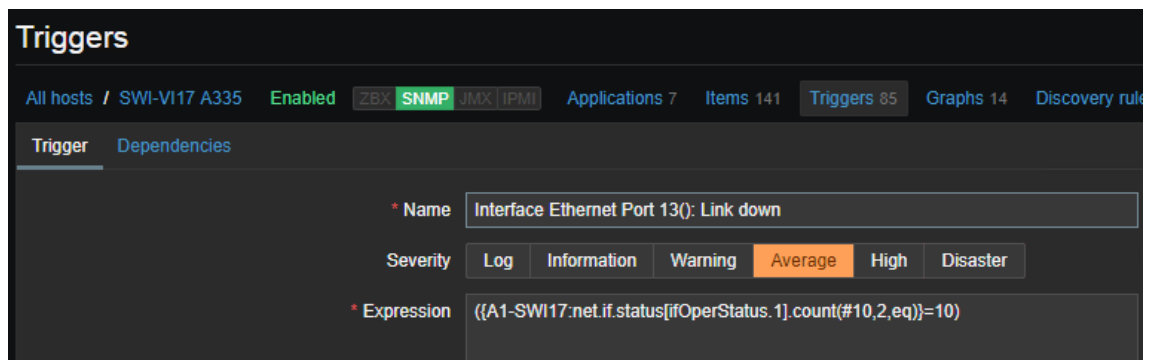 Triggers
All hosts / SWI-VI17 A335 Enabled ZBX SNMP JMX IPMI Applications 7 Items 141 Triggers 85 Graphs 14 Discovery rule
Trigger Dependencies
* Name Interface Ethernet Port 13(): Link down
Severity Log Information Warning Average High Disaster
* Expression ({A1-SWI17:net.if.status[ifOperStatus.1].count(#10,2,eq)}=10)